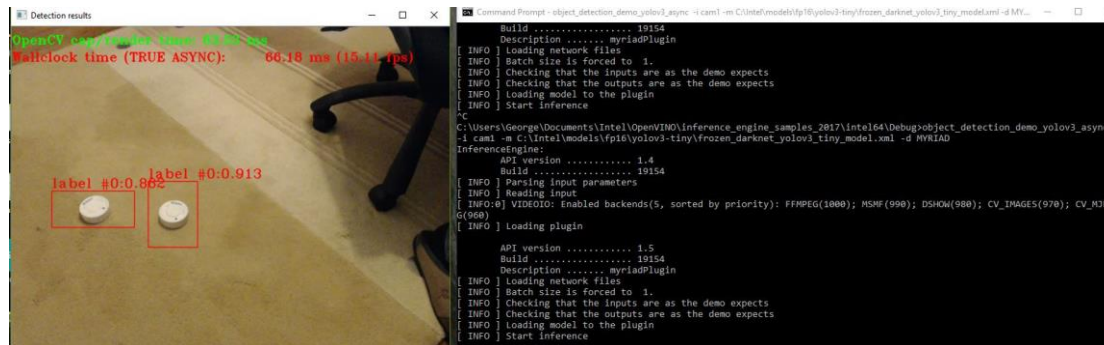 Detection results
OpenCV cap/render time: ms
Wallclock time (TRUE ASYNC): 66.18 ms (15.11 fps)
label #0:0.862
label #0:0.913
Command Prompt - object_detection_demo_yolov3_async -i cam1 -m C:\Intel\models\fp16\yolov3-tiny\frozen_darknet_yolov3_tiny_model.xml -d MY...
Build .................. 19154
Description ....... myriadPlugin
[ INFO ] Loading network files
[ INFO ] Batch size is forced to 1.
[ INFO ] Checking that the inputs are as the demo expects
[ INFO ] Checking that the outputs are as the demo expects
[ INFO ] Loading model to the plugin
[ INFO ] Start inference
^C
C:\Users\George\Documents\Intel\OpenVINO\inference_engine_samples_2017\intel64\Debug>object_detection_demo_yolov3_async
-i cam1 -m C:\Intel\models\fp16\yolov3-tiny\frozen_darknet_yolov3_tiny_model.xml -d MYRIAD
InferenceEngine:
API version ............ 1.4
Build .................. 19154
[ INFO ] Parsing input parameters
[ INFO ] Reading input
[ INFO:0] VIDEOIO: Enabled backends(5, sorted by priority): FFMPEG(1000); MSMF(990); DSHOW(980); CV_IMAGES(970); CV_MJ
G(960)
[ INFO ] Loading plugin
API version ............ 1.5
Build .................. 19154
Description ....... myriadPlugin
[ INFO ] Loading network files
[ INFO ] Batch size is forced to 1.
[ INFO ] Checking that the inputs are as the demo expects
[ INFO ] Checking that the outputs are as the demo expects
[ INFO ] Loading model to the plugin
[ INFO ] Start inference